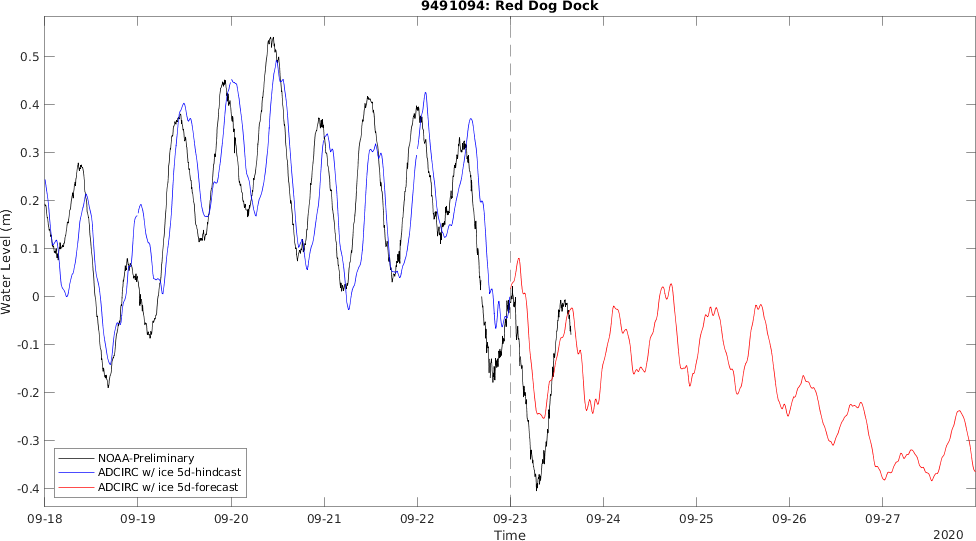 9491094: Red Dog Dock
Water Level (m)
0.5
0.4
0.3
0.2
0.1
0
-0.1
-0.2
-0.3
-0.4
NOAA-Preliminary
ADCIRC w/ ice 5d-hindcast
ADCIRC w/ ice 5d-forecast
09-18 09-19 09-20 09-21 09-22 09-23 09-24 09-25 09-26 09-27
Time
2020